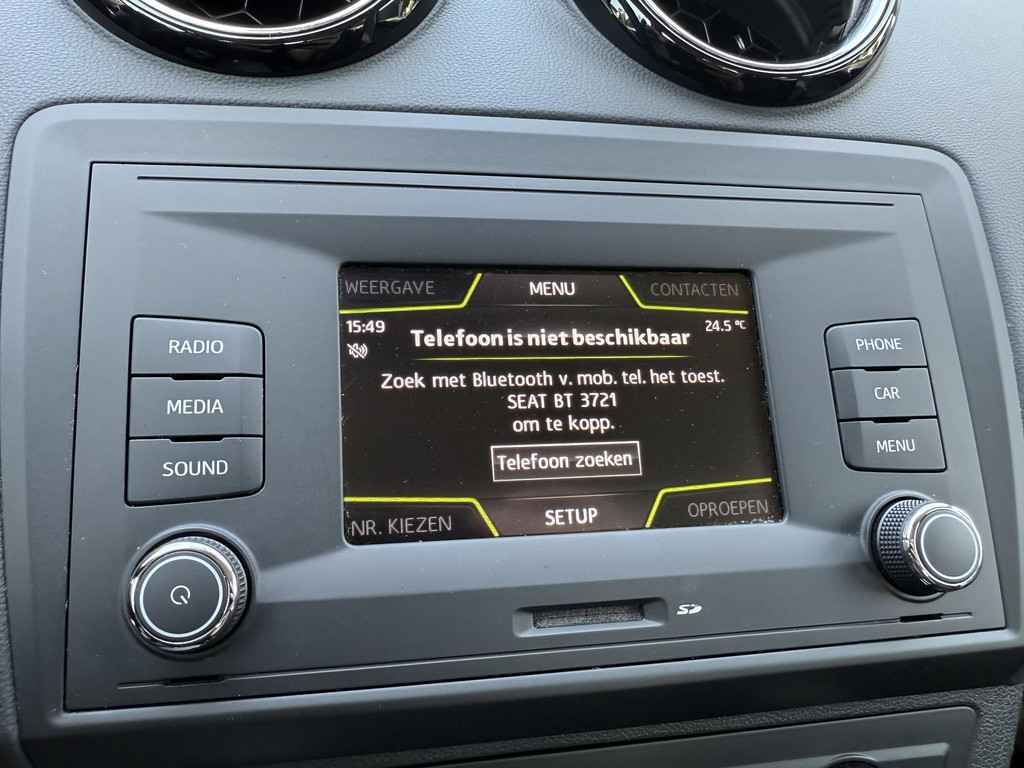 WEERGAVE MENU CONTACTEN
15:49 Telefoon is niet beschikbaar 24.5 °C
Zoek met Bluetooth v. mob. tel. het toest.
SEAT BT 3721
om te kopp.
Telefoon zoeken
NR. KIEZEN SETUP OPROEPEN
RADIO
MEDIA
SOUND
PHONE
CAR
MENU
SD